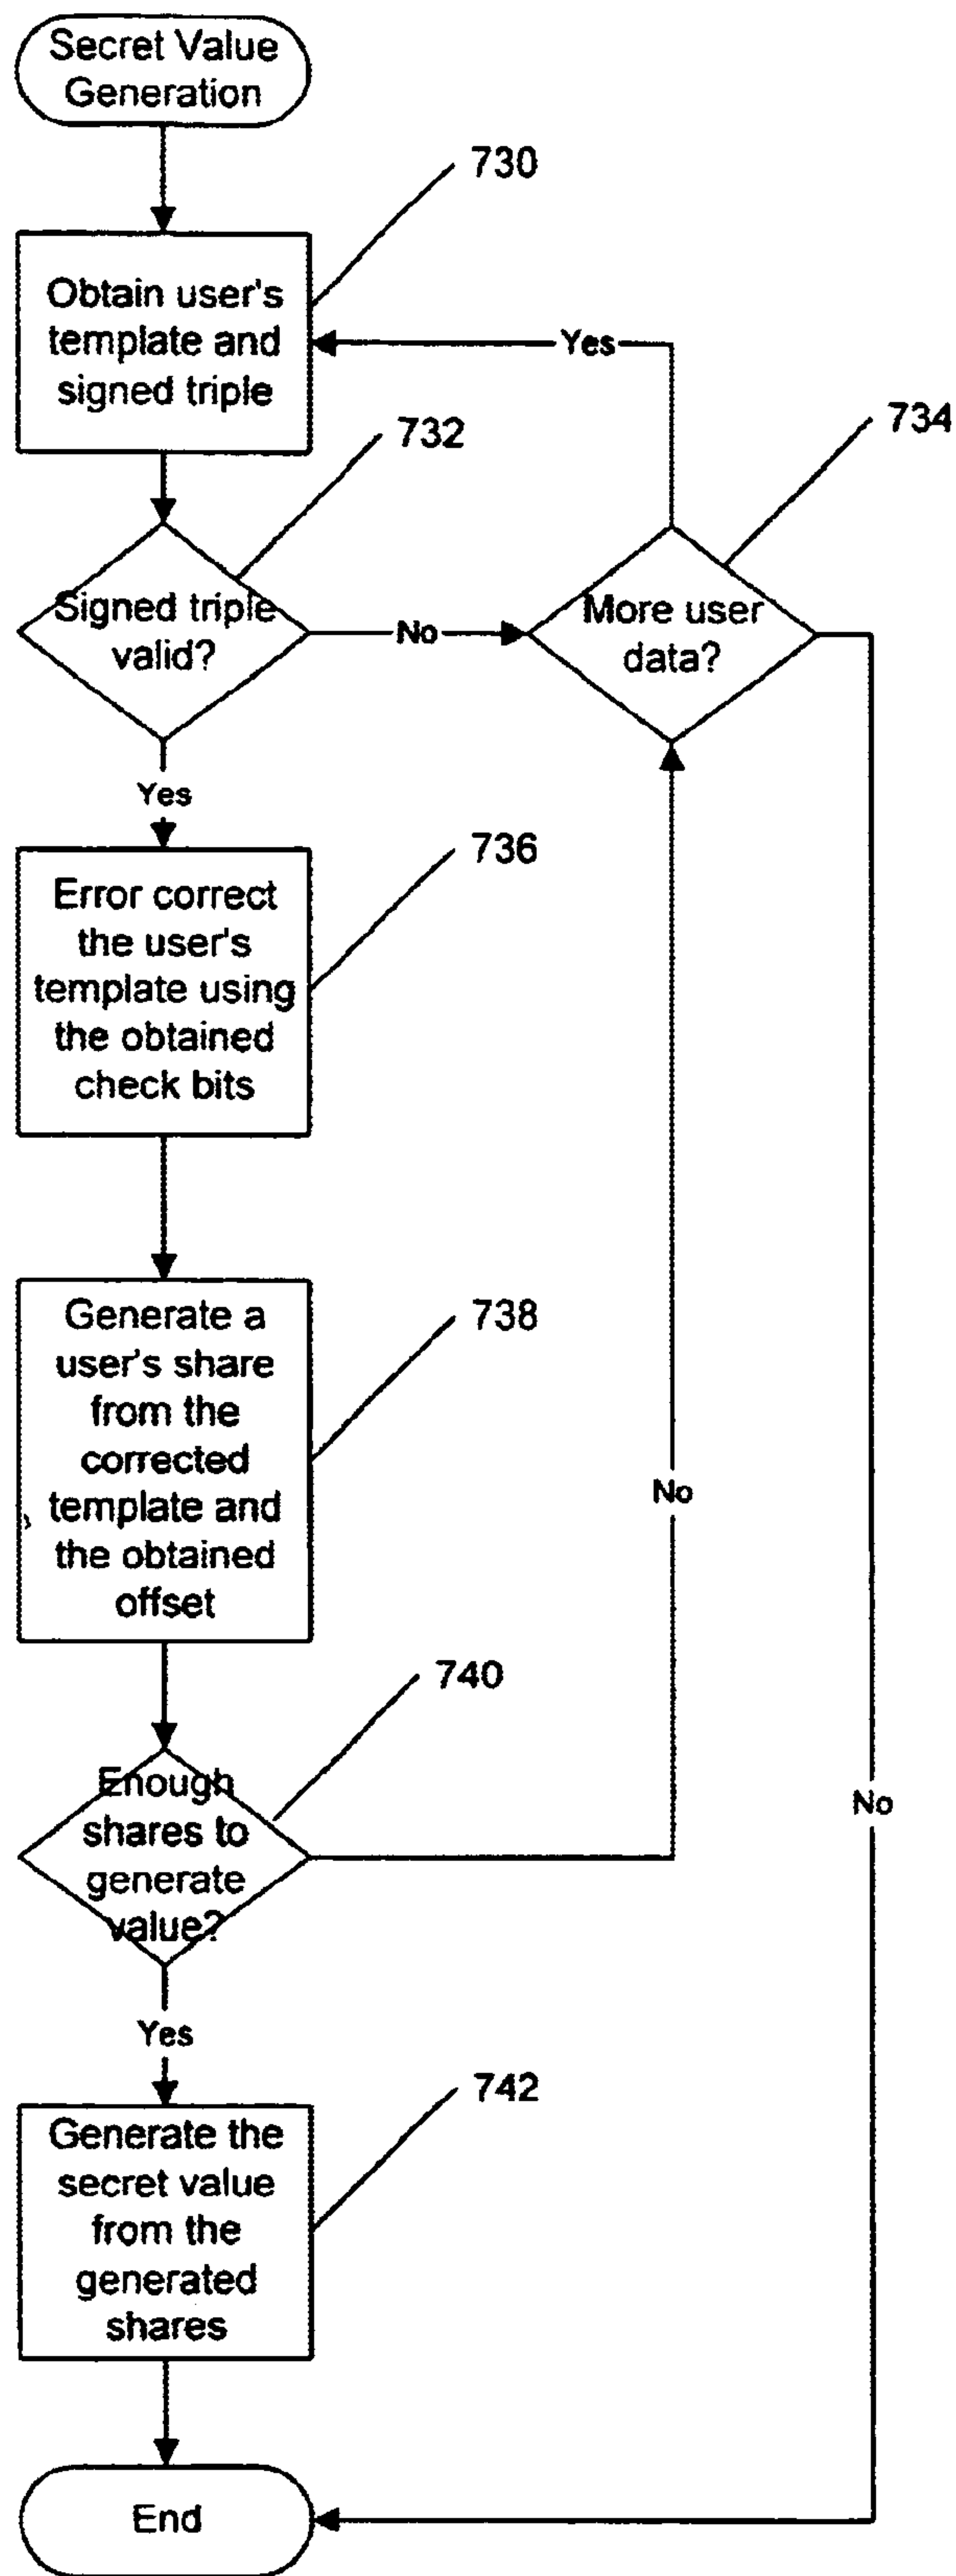 Secret Value
Generation
730
Obtain user's
template and
signed triple
Yes
732
734
Signed triple
valid?
No
More user
data?
Yes
736
Error correct
the user's
template using
the obtained
check bits
738
Generate a
user's share
from the
corrected
template and
the obtained
offset
No
740
Enough
shares to
generate
value?
No
Yes
742
Generate the
secret value
from the
generated
shares
End